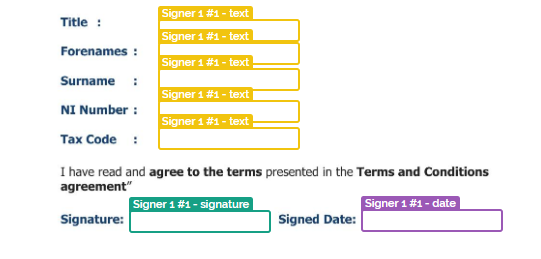 Signer 1 #1 - text
Title :
Signer 1 #1 - text
Forenames :
Signer 1 #1 - text
Surname :
Signer 1 #1 - text
NI Number :
Signer 1 #1 - text
Tax Code :
I have read and agree to the terms presented in the Terms and Conditions
agreement”
Signer 1 #1 - signature Signer 1 #1 - date
Signature: Signed Date: